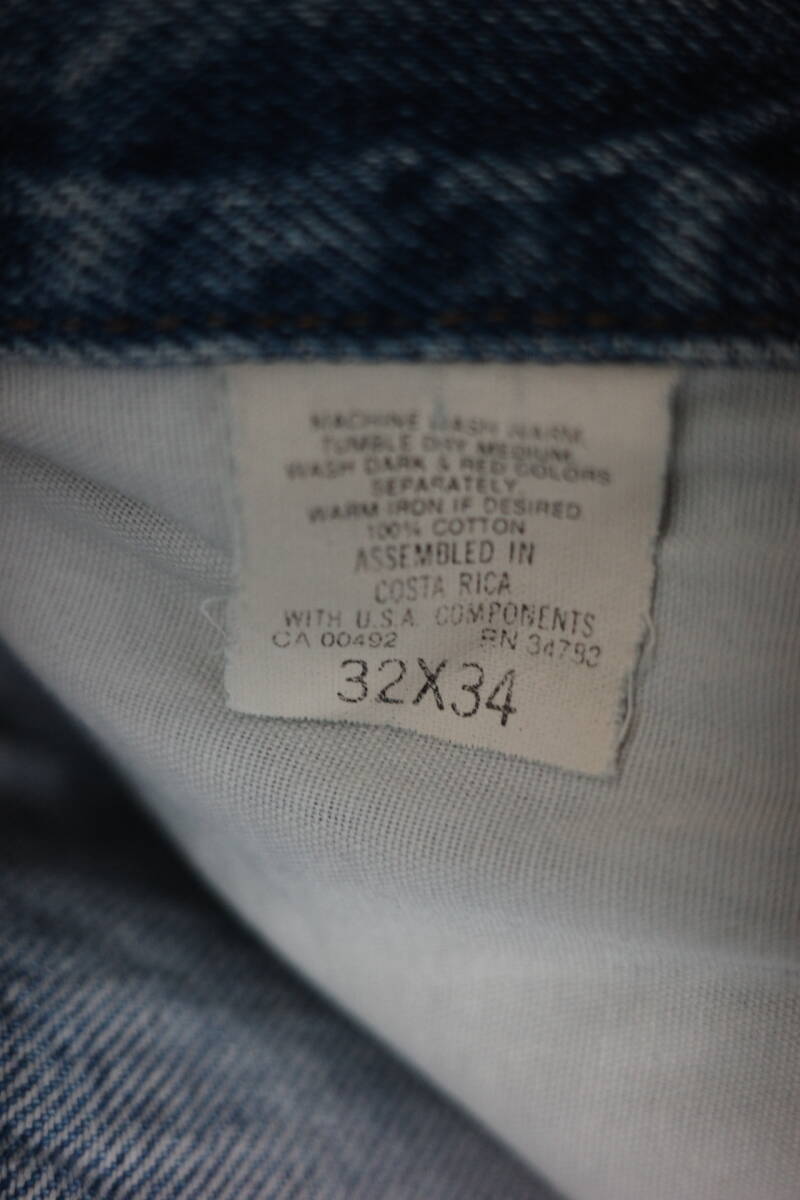 MACHINE WASH WARM,
TUMBLE DRY MEDIUM,
WASH DARK & RED COLORS
SEPARATELY,
WARM IRON IF DESIRED
100% COTTON
ASSEMBLED IN
COSTA RICA
WITH U.S.A. COMPONENTS
CA 00492 RN 34793
32X34